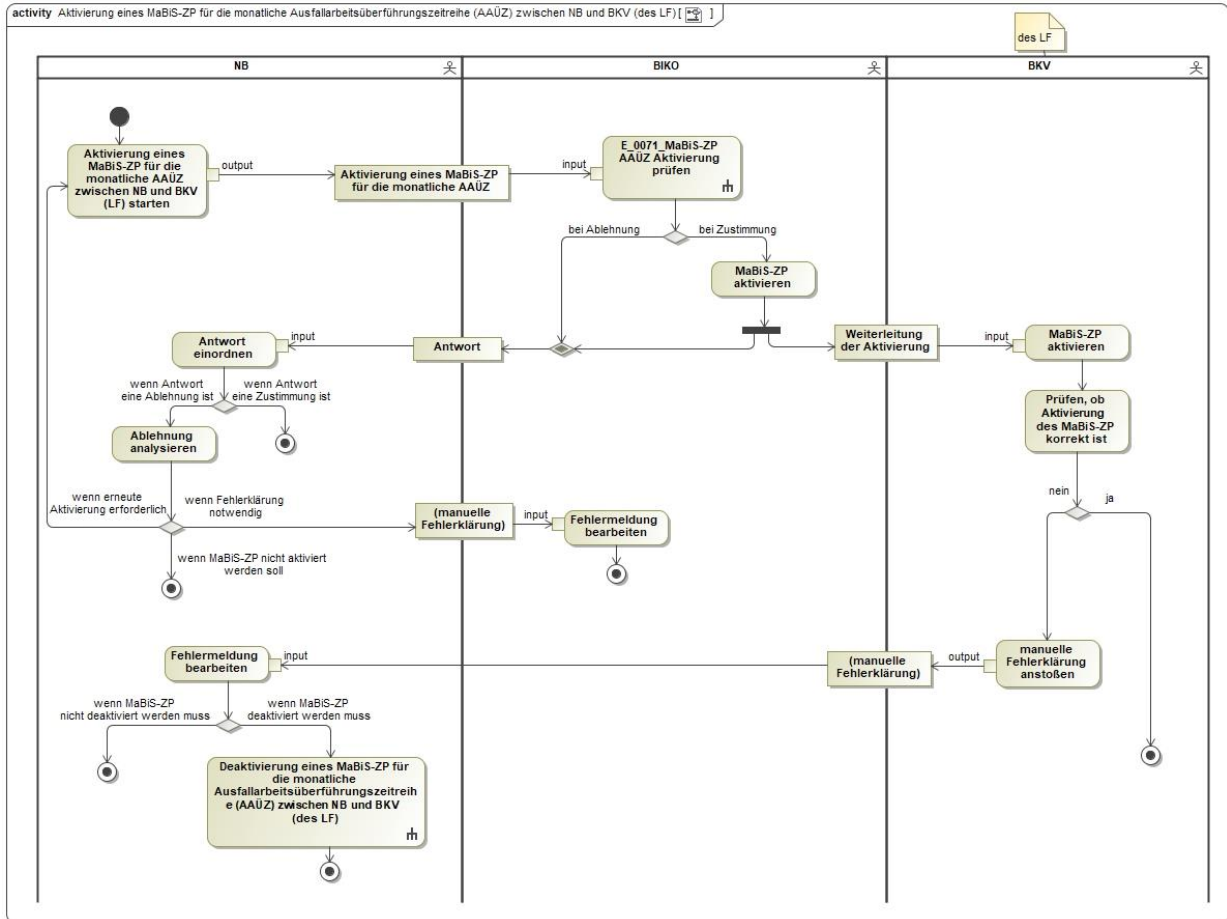 activity Aktivierung eines MaBiS-ZP für die monatliche Ausfallarbeitsüberführungszeitreihe (AAÜZ) zwischen NB und BKV (des LF) [ ]
des LF
NB
BIKO
BKV
Aktivierung eines
MaBiS-ZP für die
monatliche AAÜZ
zwischen NB und BKV
(LF) starten
output
Aktivierung eines MaBiS-ZP
für die monatliche AAÜZ
input
E_0071_MaBiS-ZP
AAÜZ Aktivierung
prüfen
bei Ablehnung
bei Zustimmung
MaBiS-ZP
aktivieren
Antwort
einordnen
input
Antwort
Weiterleitung
der Aktivierung
input
MaBiS-ZP
aktivieren
wenn Antwort
eine Ablehnung ist
wenn Antwort
eine Zustimmung ist
Prüfen, ob
Aktivierung
des MaBiS-ZP
korrekt ist
Ablehnung
analysieren
wenn erneute
Aktivierung erforderlich
wenn Fehlerklärung
notwendig
(manuelle
Fehlerklärung)
input
Fehlermeldung
bearbeiten
nein
ja
wenn MaBiS-ZP nicht aktiviert
werden soll
Fehlermeldung
bearbeiten
input
(manuelle
Fehlerklärung)
output
manuelle
Fehlerklärung
anstoßen
wenn MaBiS-ZP
nicht deaktiviert werden muss
wenn MaBiS-ZP
deaktiviert werden muss
Deaktivierung eines MaBiS-ZP für
die monatliche
Ausfallarbeitsüberführungszeitreih
e (AAÜZ) zwischen NB und BKV
(des LF)